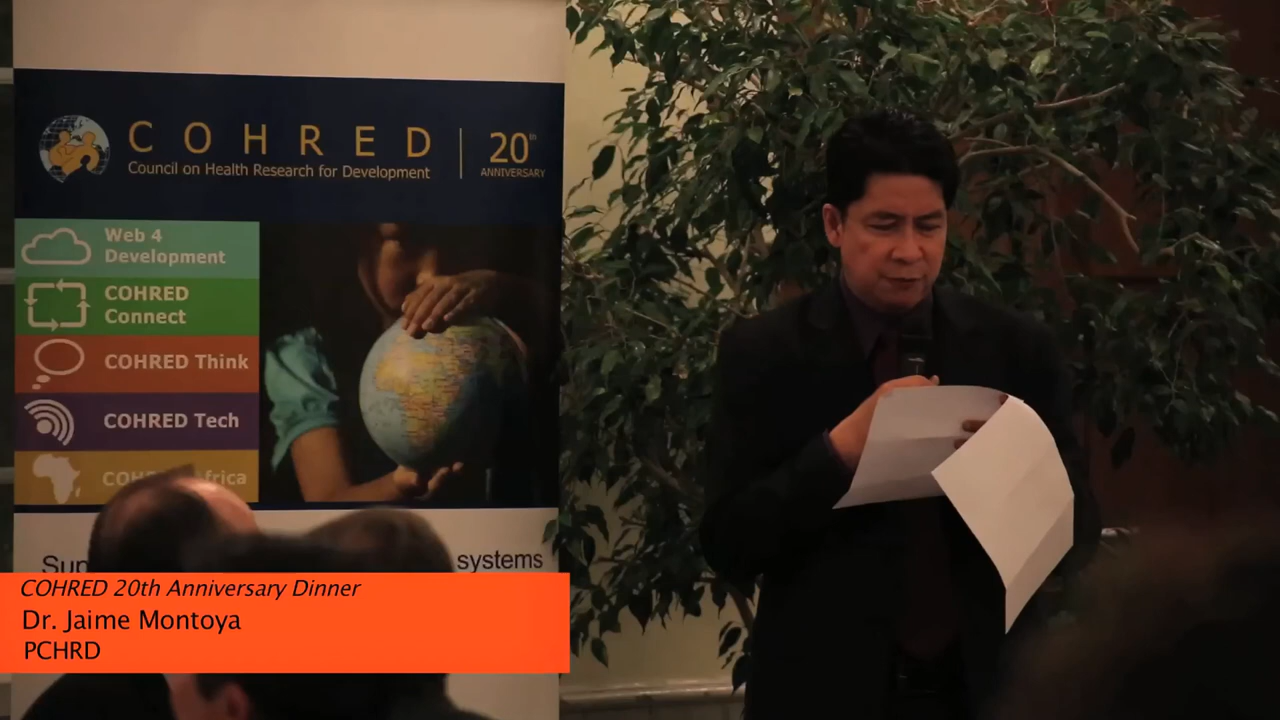 COHRED
Council on Health Research for Development
20th
ANNIVERSARY
Web 4
Development
COHRED
Connect
COHRED Think
COHRED Tech
systems
COHRED 20th Anniversary Dinner
Dr. Jaime Montoya
PCHRD